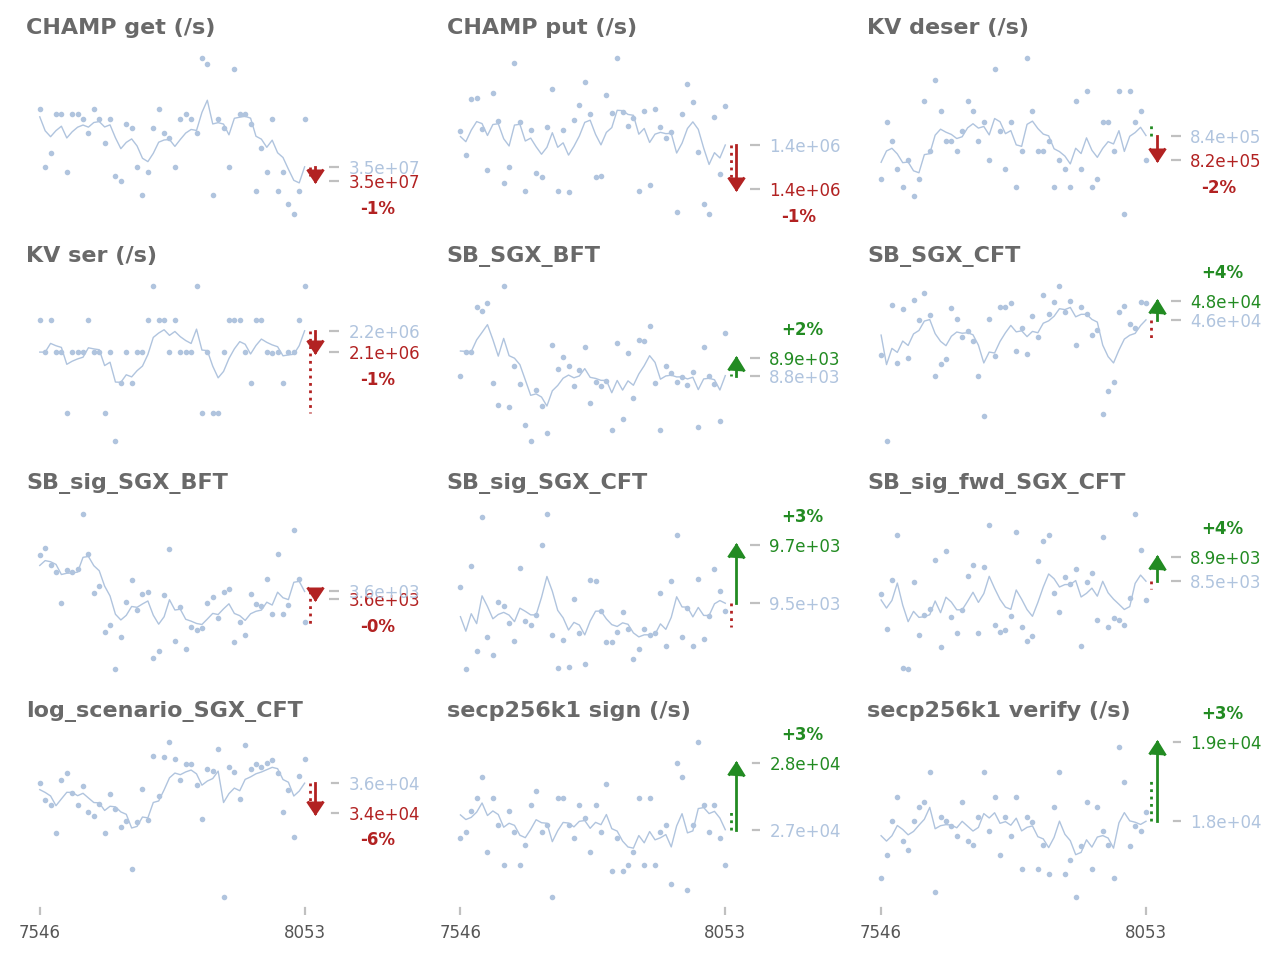 CHAMP get (/s)
3.5e+07
3.5e+07
-1%
CHAMP put (/s)
1.4e+06
1.4e+06
-1%
KV deser (/s)
8.4e+05
8.2e+05
-2%
KV ser (/s)
2.2e+06
2.1e+06
-1%
SB_SGX_BFT
+2%
8.9e+03
8.8e+03
SB_SGX_CFT
+4%
4.8e+04
4.6e+04
SB_sig_SGX_BFT
3.6e+03
3.6e+03
-0%
SB_sig_SGX_CFT
+3%
9.7e+03
9.5e+03
SB_sig_fwd_SGX_CFT
+4%
8.9e+03
8.5e+03
log_scenario_SGX_CFT
3.6e+04
3.4e+04
-6%
7546 8053
secp256k1 sign (/s)
+3%
2.8e+04
2.7e+04
7546 8053
secp256k1 verify (/s)
+3%
1.9e+04
1.8e+04
7546 8053